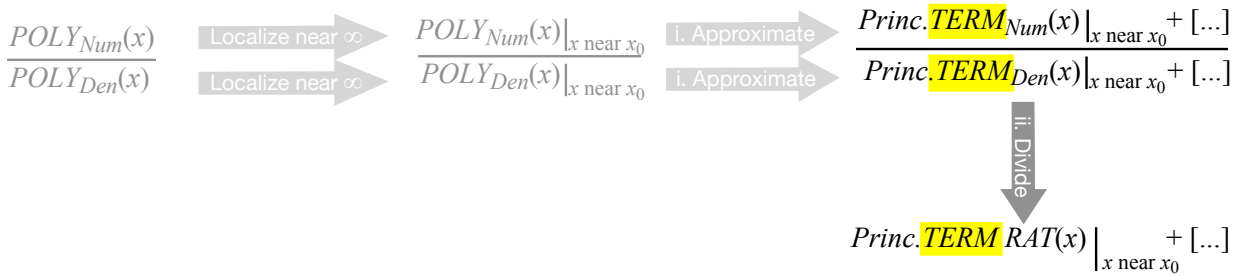 POLY_Num(x) Localize near ∞ POLY_Num(x)|x near x0 i. Approximate Princ.TERM_Num(x)|x near x0 + [...]
POLY_Den(x) Localize near ∞ POLY_Den(x)|x near x0 i. Approximate Princ.TERM_Den(x)|x near x0 + [...]
ii. Divide
Princ.TERM RAT(x)|x near x0 + [...]